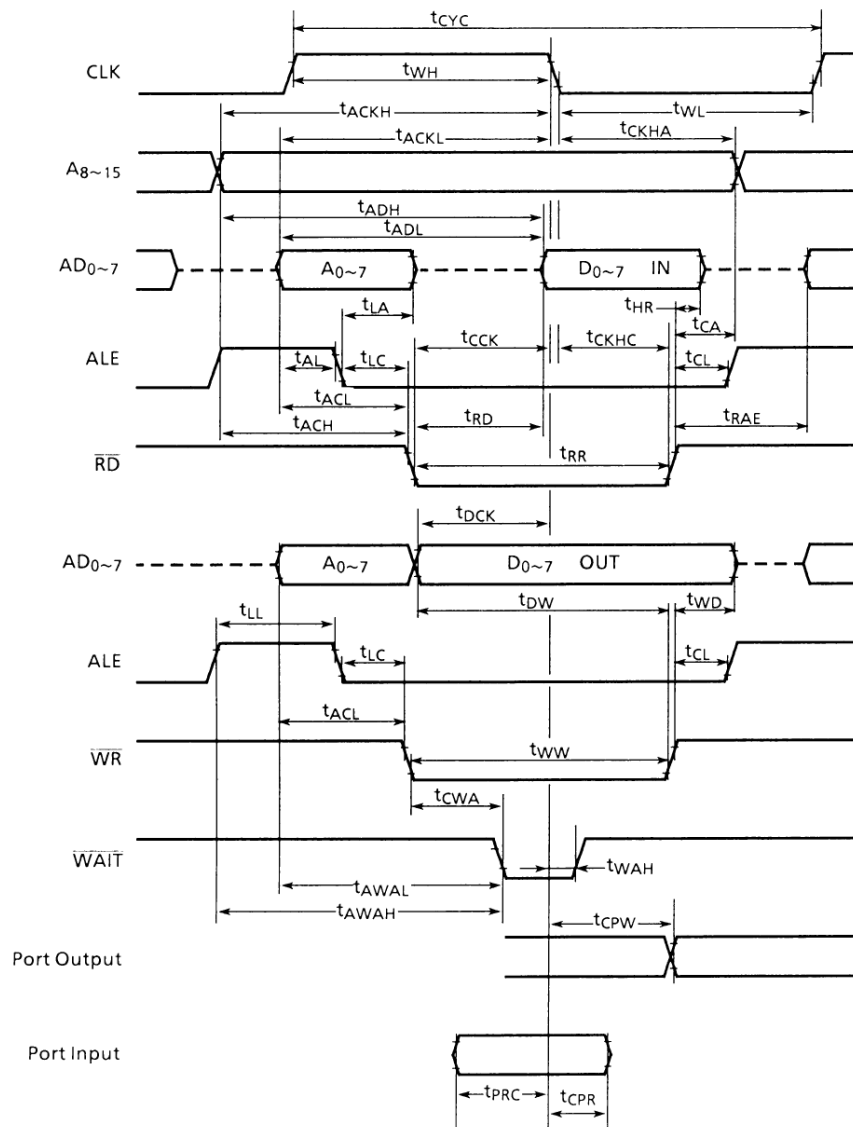 tCYC
CLK
tWH
tACKH
tWL
tACKL
tCKHA
A8~15
tADH
tADL
AD0~7
A0~7
D0~7 IN
tLA
tHR
tCA
tCCK
tCKHC
ALE
tAL
tLC
tCL
tACL
tRD
tRAE
tACH
tRR
RD
tDCK
AD0~7
A0~7
D0~7 OUT
tDW
tWD
tLL
ALE
tLC
tCL
tACL
WR
tWW
tCWA
WAIT
tWAH
tAWAL
tAWAH
tCPW
Port Output
Port Input
tPRC
tCPR